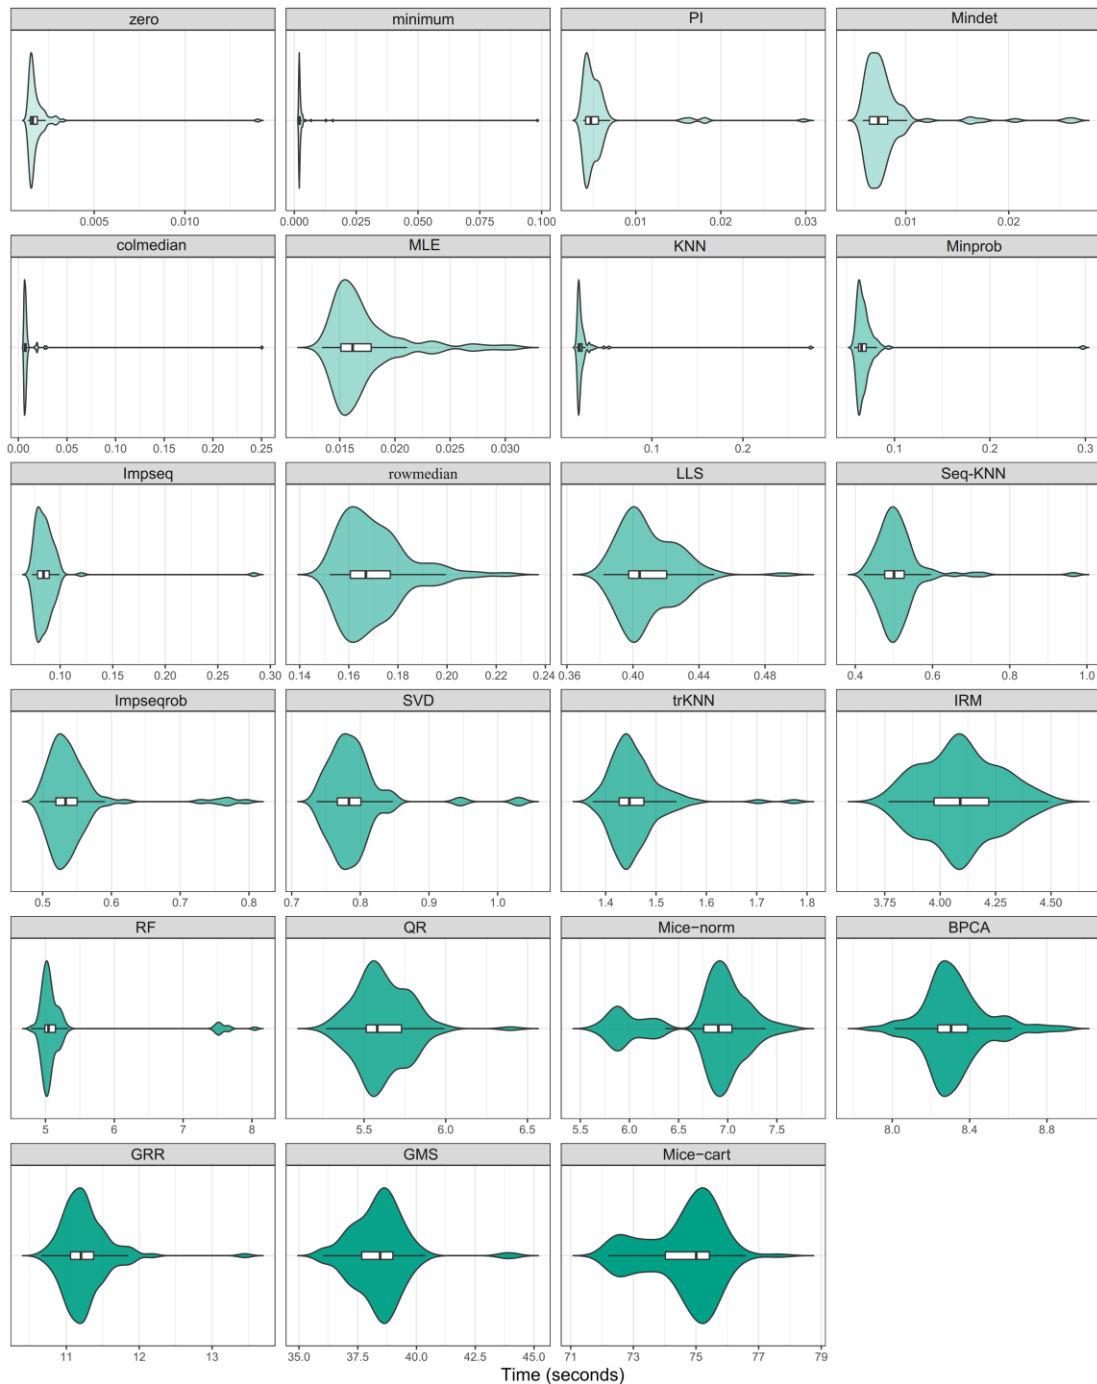 zero minimum PI Mindet
0.005 0.010 0.000 0.025 0.050 0.075 0.100 0.01 0.02 0.03 0.01 0.02
colmedian MLE KNN Minprob
0.00 0.05 0.10 0.15 0.20 0.25 0.015 0.020 0.025 0.030 0.1 0.2 0.1 0.2 0.3
Impseq rowmedian LLS Seq-KNN
0.10 0.15 0.20 0.25 0.30 0.14 0.16 0.18 0.20 0.22 0.24 0.36 0.40 0.44 0.48 0.4 0.6 0.8 1.0
Impseqrob SVD trKNN IRM
0.5 0.6 0.7 0.8 0.7 0.8 0.9 1.0 1.4 1.5 1.6 1.7 1.8 3.75 4.00 4.25 4.50
RF QR Mice-norm BPCA
5 6 7 8 5.5 6.0 6.5 5.5 6.0 6.5 7.0 7.5 8.0 8.4 8.8
GRR GMS Mice-cart
11 12 13 35.0 37.5 40.0 42.5 45.0 71 73 75 77 79
Time (seconds)